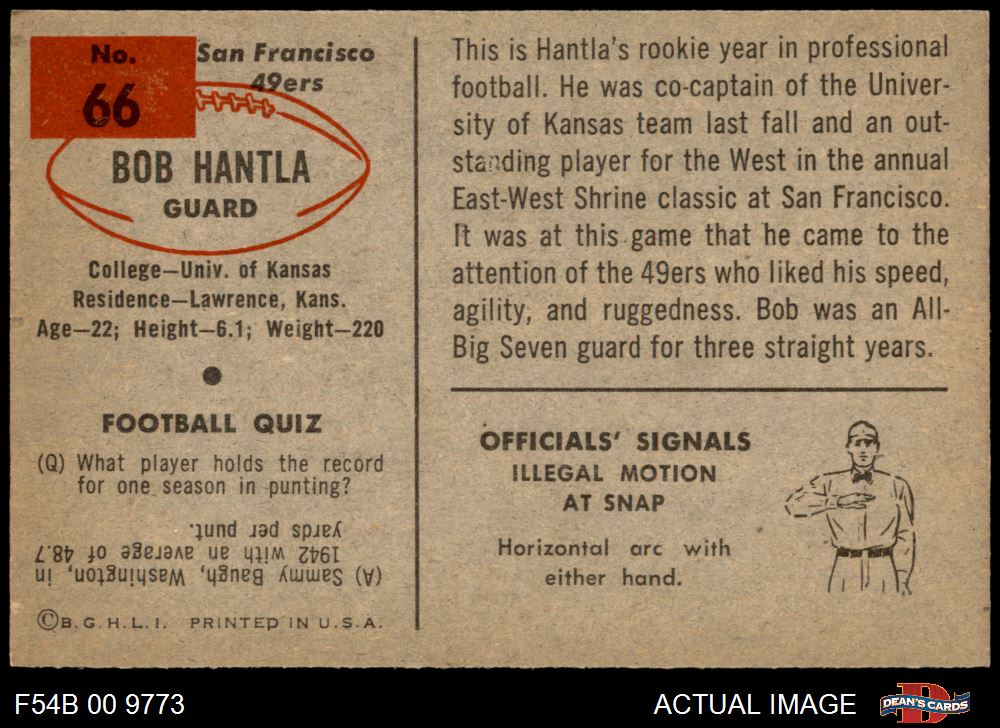 No.
66
San Francisco
49ers
BOB HANTLA
GUARD
College—Univ. of Kansas
Residence—Lawrence, Kans.
Age—22; Height—6.1; Weight—220
FOOTBALL QUIZ
(Q) What player holds the record
for one season in punting?
(A) Sammy Baugh, Washington, in
1942 with an average of 48.7
yards per punt.
©B.G.H.L.I. PRINTED IN U.S.A.
This is Hantla's rookie year in professional
football. He was co-captain of the Univer-
sity of Kansas team last fall and an out-
standing player for the West in the annual
East-West Shrine classic at San Francisco.
It was at this game that he came to the
attention of the 49ers who liked his speed,
agility, and ruggedness. Bob was an All-
Big Seven guard for three straight years.
OFFICIALS' SIGNALS
ILLEGAL MOTION
AT SNAP
Horizontal arc with
either hand.
F54B 00 9773
ACTUAL IMAGE
DEAN'S CARDS